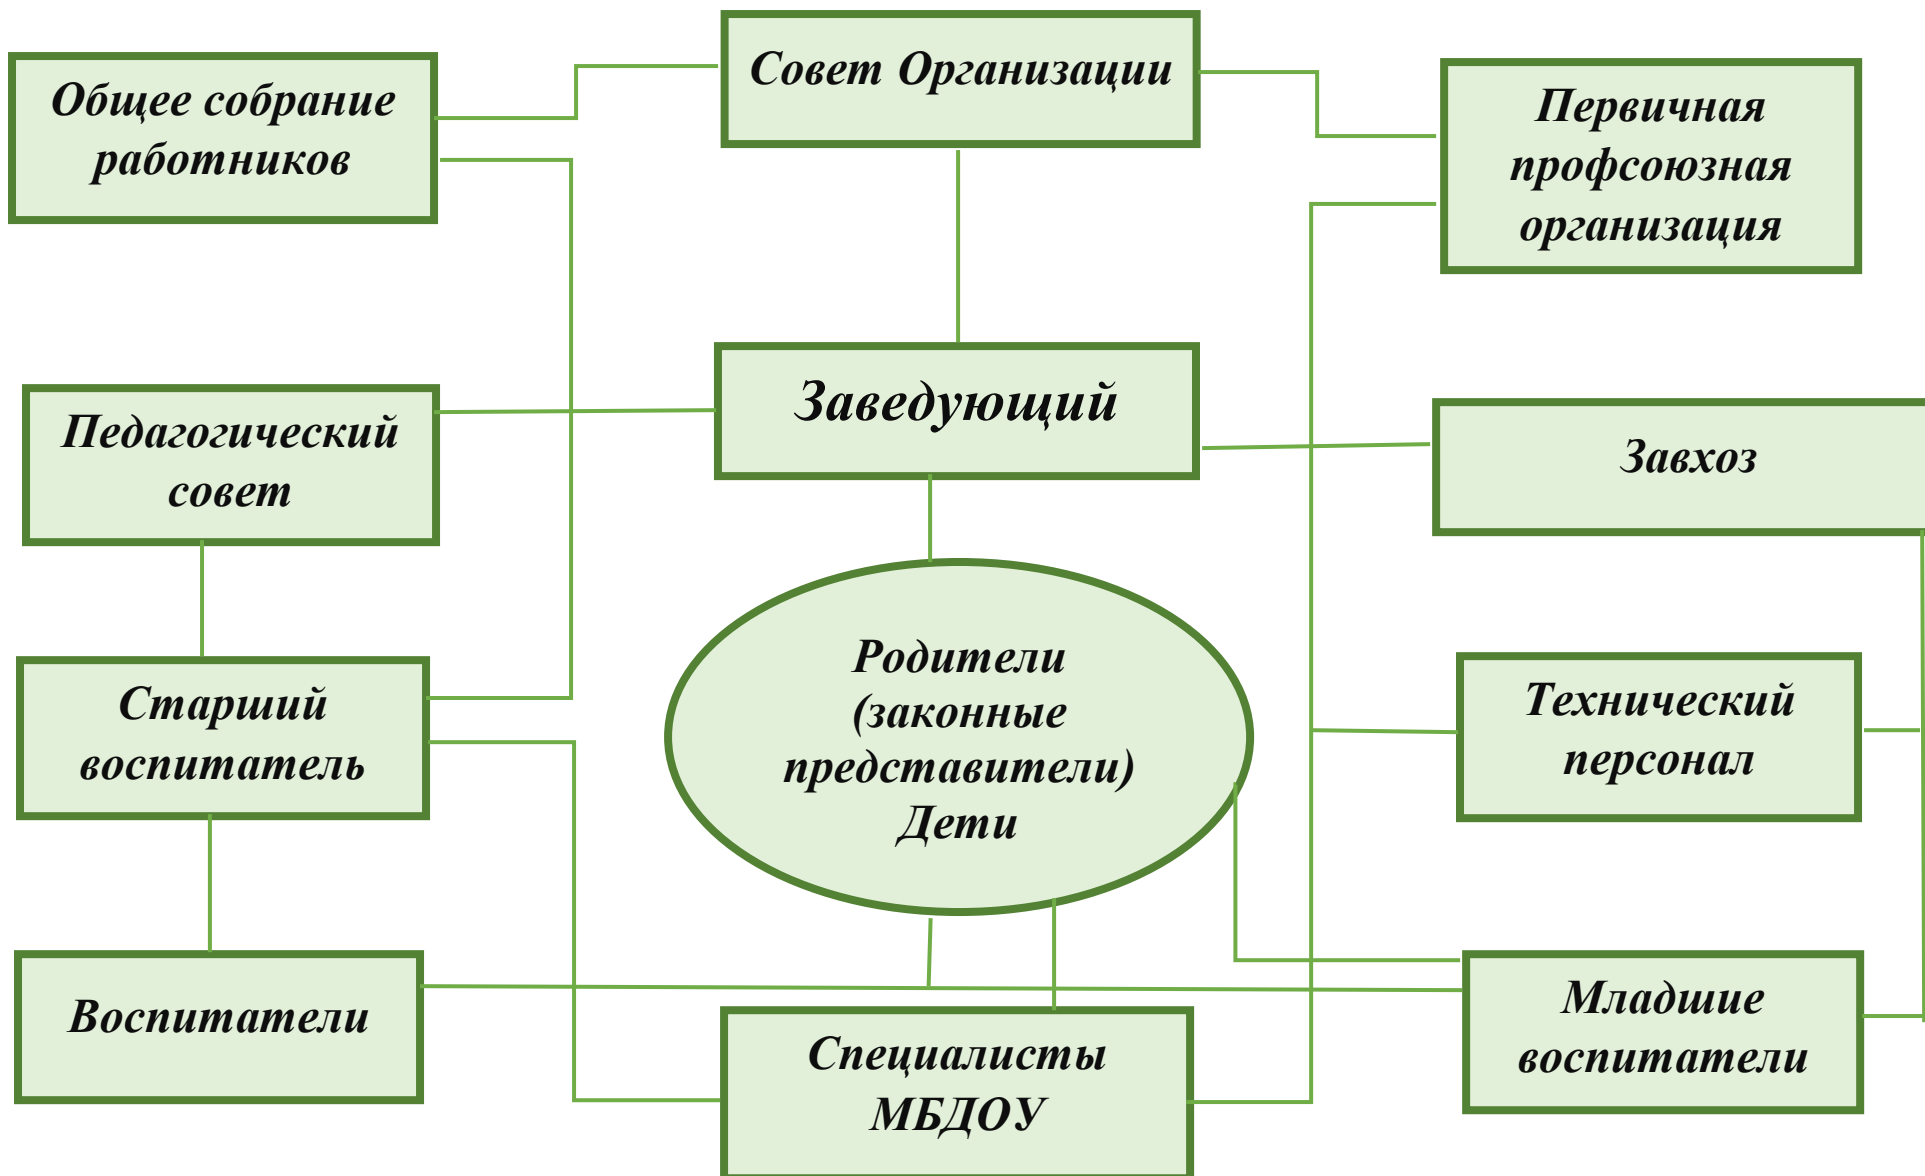 Совет Организации
Общее собрание
работников
Первичная
профсоюзная
организация
Заведующий
Педагогический
совет
Завхоз
Родители
(законные
представители)
Дети
Старший
воспитатель
Технический
персонал
Воспитатели
Специалисты
МБДОУ
Младшие
воспитатели